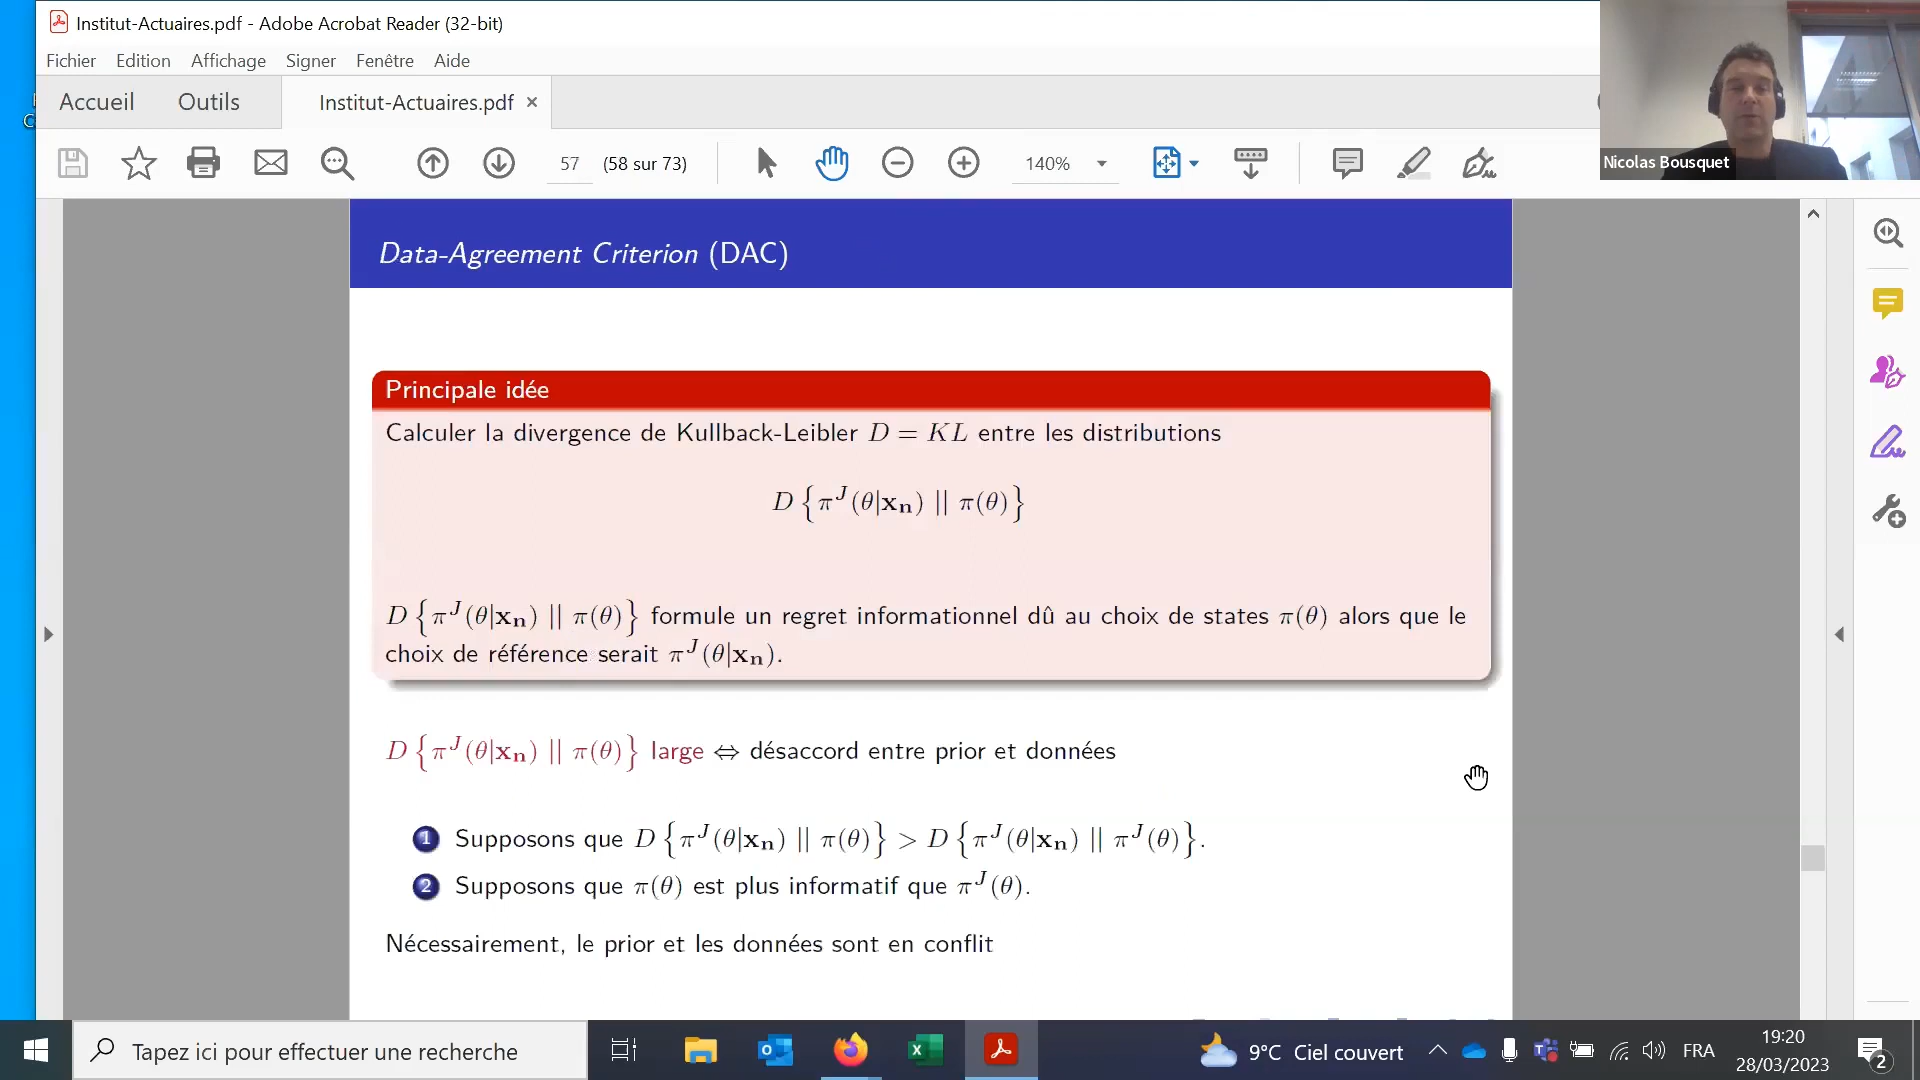 Institut-Actuaires.pdf - Adobe Acrobat Reader (32-bit)
Fichier Edition Affichage Signer Fenêtre Aide
Accueil Outils Institut-Actuaires.pdf ×
57 (58 sur 73) 140%
Nicolas Bousquet
Data-Agreement Criterion (DAC)
Principale idée
Calculer la divergence de Kullback-Leibler D = KL entre les distributions
D {π^J(θ|x_n) || π(θ)}
D {π^J(θ|x_n) || π(θ)} formule un regret informationnel dû au choix de states π(θ) alors que le
choix de référence serait π^J(θ|x_n).
D {π^J(θ|x_n) || π(θ)} large ⇔ désaccord entre prior et données
1 Supposons que D {π^J(θ|x_n) || π(θ)} > D {π^J(θ|x_n) || π^J(θ)}.
2 Supposons que π(θ) est plus informatif que π^J(θ).
Nécessairement, le prior et les données sont en conflit
Tapez ici pour effectuer une recherche
9°C Ciel couvert
FRA
19:20
28/03/2023
2